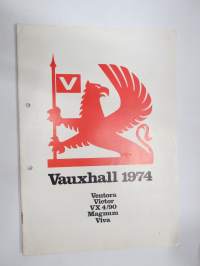 V
Vauxhall 1974
Ventora
Victor
VX 4/90
Magnum
Viva